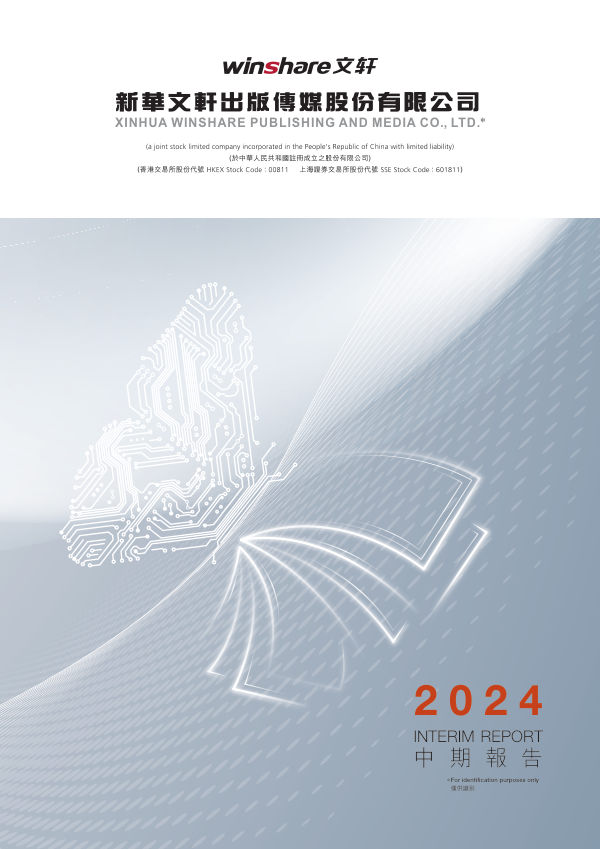 winshare文轩
新華文軒出版傳媒股份有限公司
XINHUA WINSHARE PUBLISHING AND MEDIA CO., LTD.*
(a joint stock limited company incorporated in the People's Republic of China with limited liability)
(於中華人民共和國註冊成立之股份有限公司)
(香港交易所股份代號 HKEX Stock Code : 00811 上海證券交易所股份代號 SSE Stock Code : 601811)
2024
INTERIM REPORT
中期報告
*For identification purposes only
僅供識別